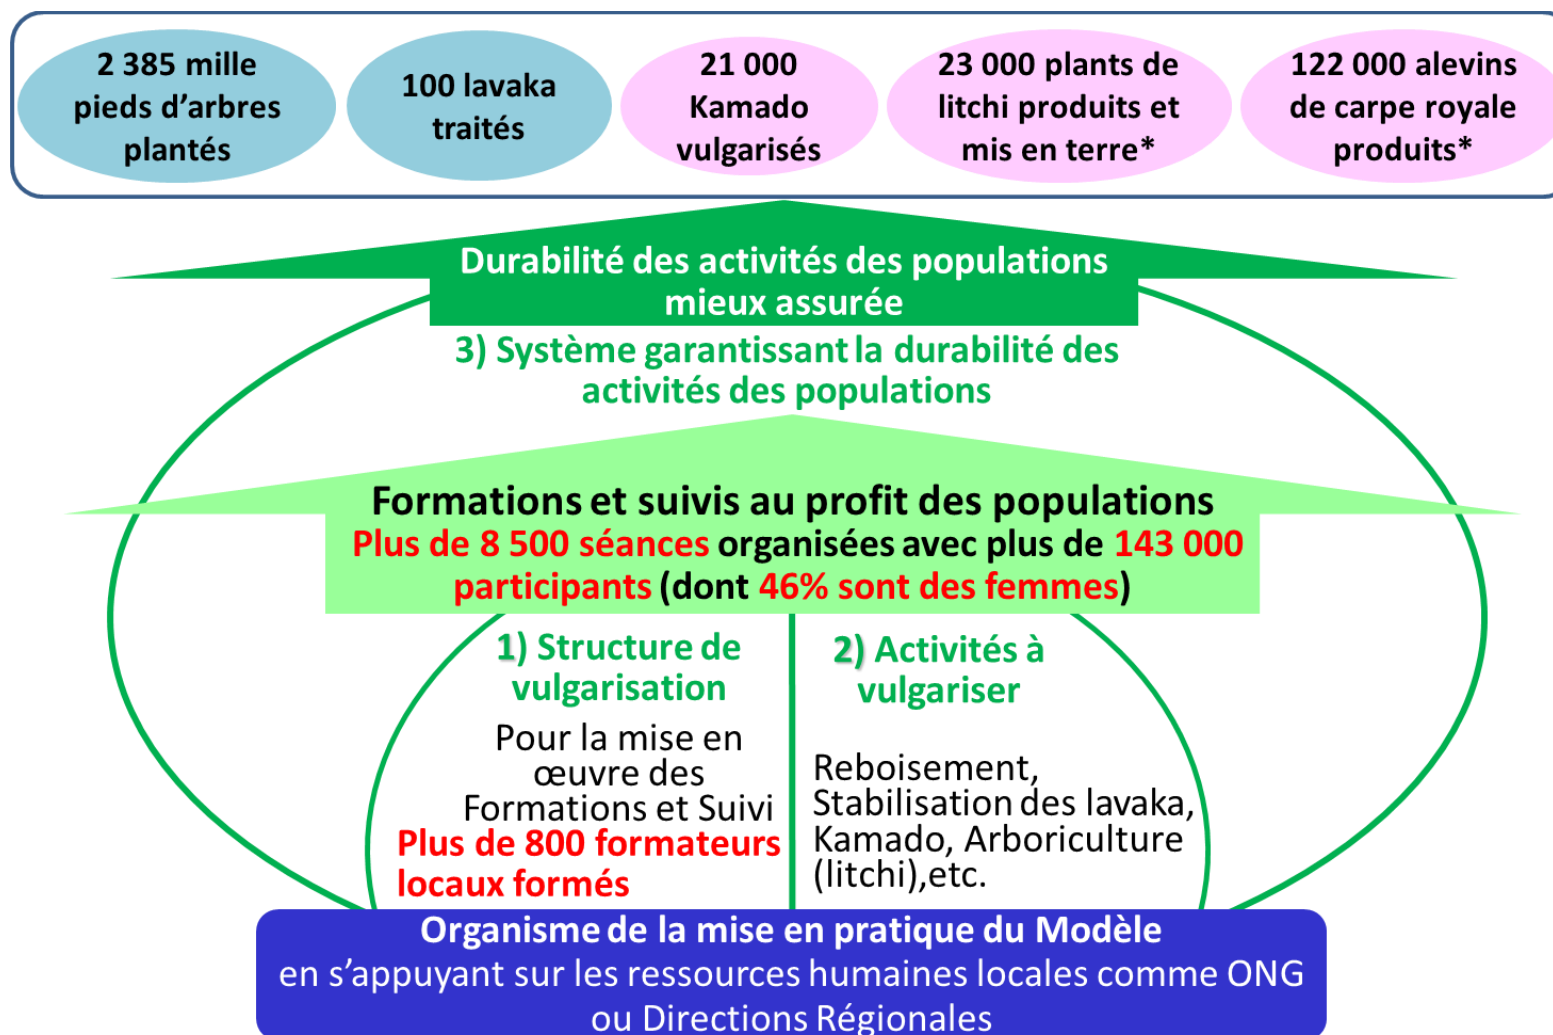 2 385 mille
pieds d’arbres
plantés
100 lavaka
traités
21 000
Kamado
vulgarisés
23 000 plants de
litchi produits et
mis en terre*
122 000 alevins
de carpe royale
produits*
Durabilité des activités des populations
mieux assurée
3) Système garantissant la durabilité des
activités des populations
Formations et suivis au profit des populations
Plus de 8 500 séances organisées avec plus de 143 000
participants (dont 46% sont des femmes)
1) Structure de
vulgarisation
Pour la mise en
œuvre des
Formations et Suivi
Plus de 800 formateurs
locaux formés
2) Activités à
vulgariser
Reboisement,
Stabilisation des lavaka,
Kamado, Arboriculture
(litchi),etc.
Organisme de la mise en pratique du Modèle
en s’appuyant sur les ressources humaines locales comme ONG
ou Directions Régionales